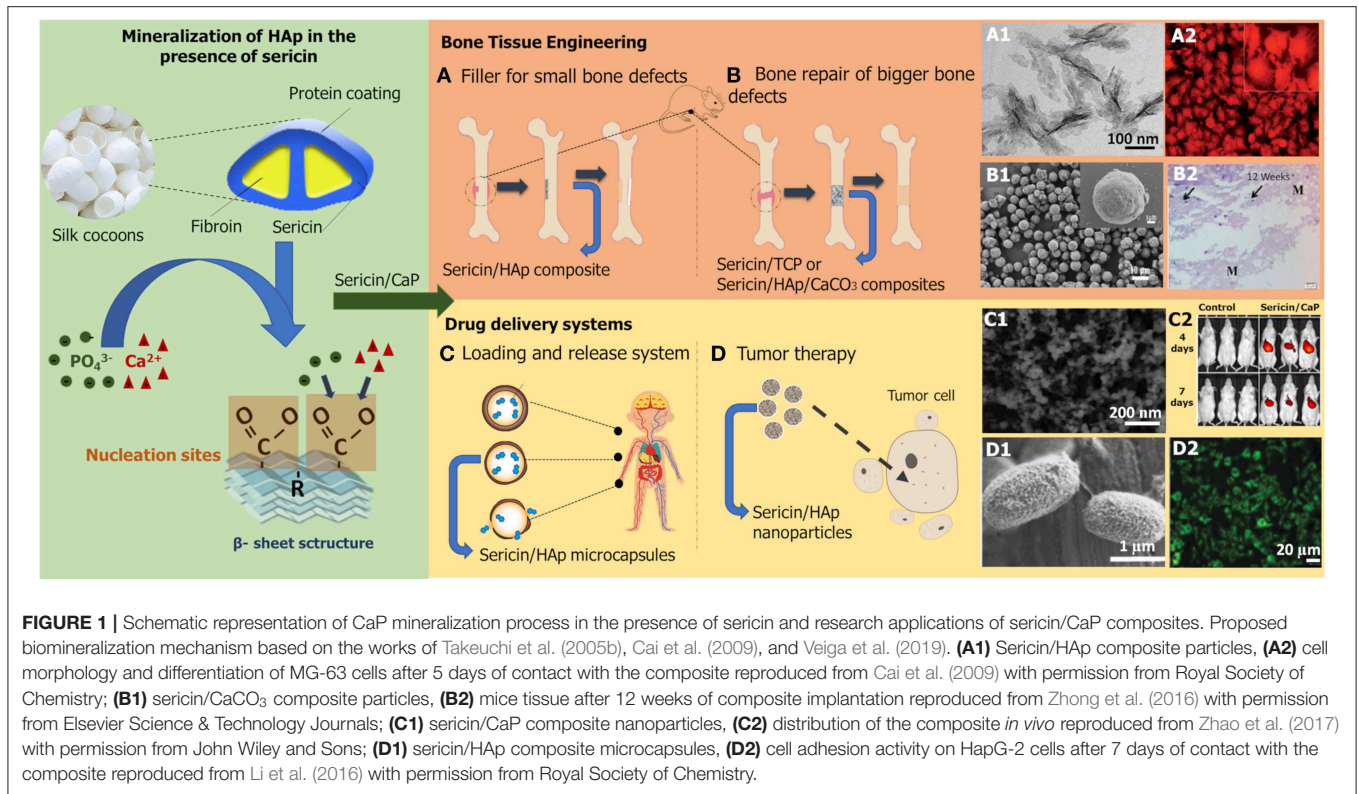 Mineralization of HAp in the
presence of sericin
Protein coating
Silk cocoons
Fibroin
Sericin
PO₄³⁻
Ca²⁺
Sericin/CaP
O
O
C
O
O
C
Nucleation sites
R
β- sheet sctructure
Bone Tissue Engineering
A Filler for small bone defects
Sericin/HAp composite
B Bone repair of bigger bone
defects
Sericin/TCP or
Sericin/HAp/CaCO₃ composites
A1
100 nm
A2
B1
B2
12 Weeks
M
M
Drug delivery systems
C Loading and release system
Sericin/HAp microcapsules
D Tumor therapy
Tumor cell
Sericin/HAp
nanoparticles
C1
200 nm
C2
Control
Sericin/CaP
4
days
7
days
D1
1 μm
D2
20 μm
FIGURE 1 | Schematic representation of CaP mineralization process in the presence of sericin and research applications of sericin/CaP composites. Proposed
biomineralization mechanism based on the works of Takeuchi et al. (2005b), Cai et al. (2009), and Veiga et al. (2019). (A1) Sericin/HAp composite particles, (A2) cell
morphology and differentiation of MG-63 cells after 5 days of contact with the composite reproduced from Cai et al. (2009) with permission from Royal Society of
Chemistry; (B1) sericin/CaCO₃ composite particles, (B2) mice tissue after 12 weeks of composite implantation reproduced from Zhong et al. (2016) with permission
from Elsevier Science & Technology Journals; (C1) sericin/CaP composite nanoparticles, (C2) distribution of the composite in vivo reproduced from Zhao et al. (2017)
with permission from John Wiley and Sons; (D1) sericin/HAp composite microcapsules, (D2) cell adhesion activity on HapG-2 cells after 7 days of contact with the
composite reproduced from Li et al. (2016) with permission from Royal Society of Chemistry.